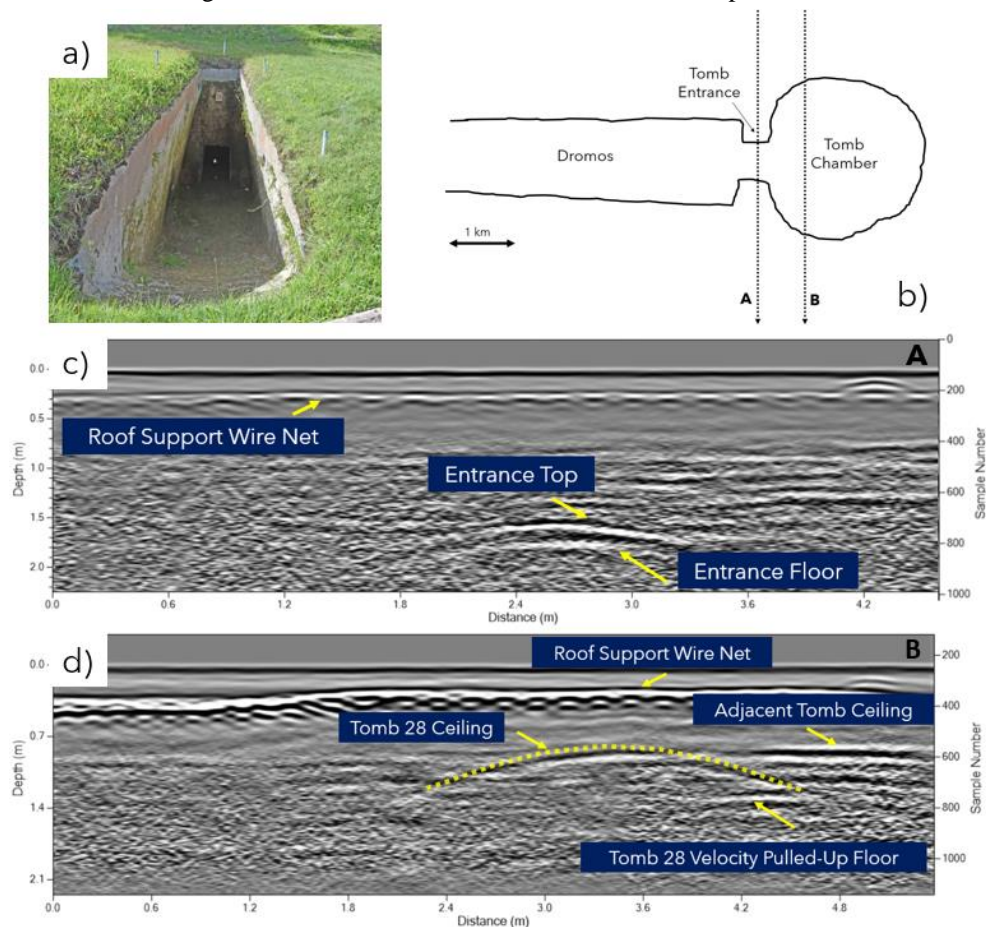 a)
Tomb
Entrance
Dromos
Tomb
Chamber
1 km
A
B
b)
c)
A
0.0
0.5
1.0
1.5
2.0
Depth (m)
0
200
400
600
800
1000
Sample Number
Roof Support Wire Net
Entrance Top
Entrance Floor
0.0 0.6 1.2 1.8 2.4 3.0 3.6 4.2
Distance (m)
d)
B
0.0
0.7
1.4
2.1
Depth (m)
200
400
600
800
1000
Sample Number
Roof Support Wire Net
Tomb 28 Ceiling
Adjacent Tomb Ceiling
Tomb 28 Velocity Pulled-Up Floor
0.0 0.6 1.2 1.8 2.4 3.0 3.6 4.2 4.8
Distance (m)